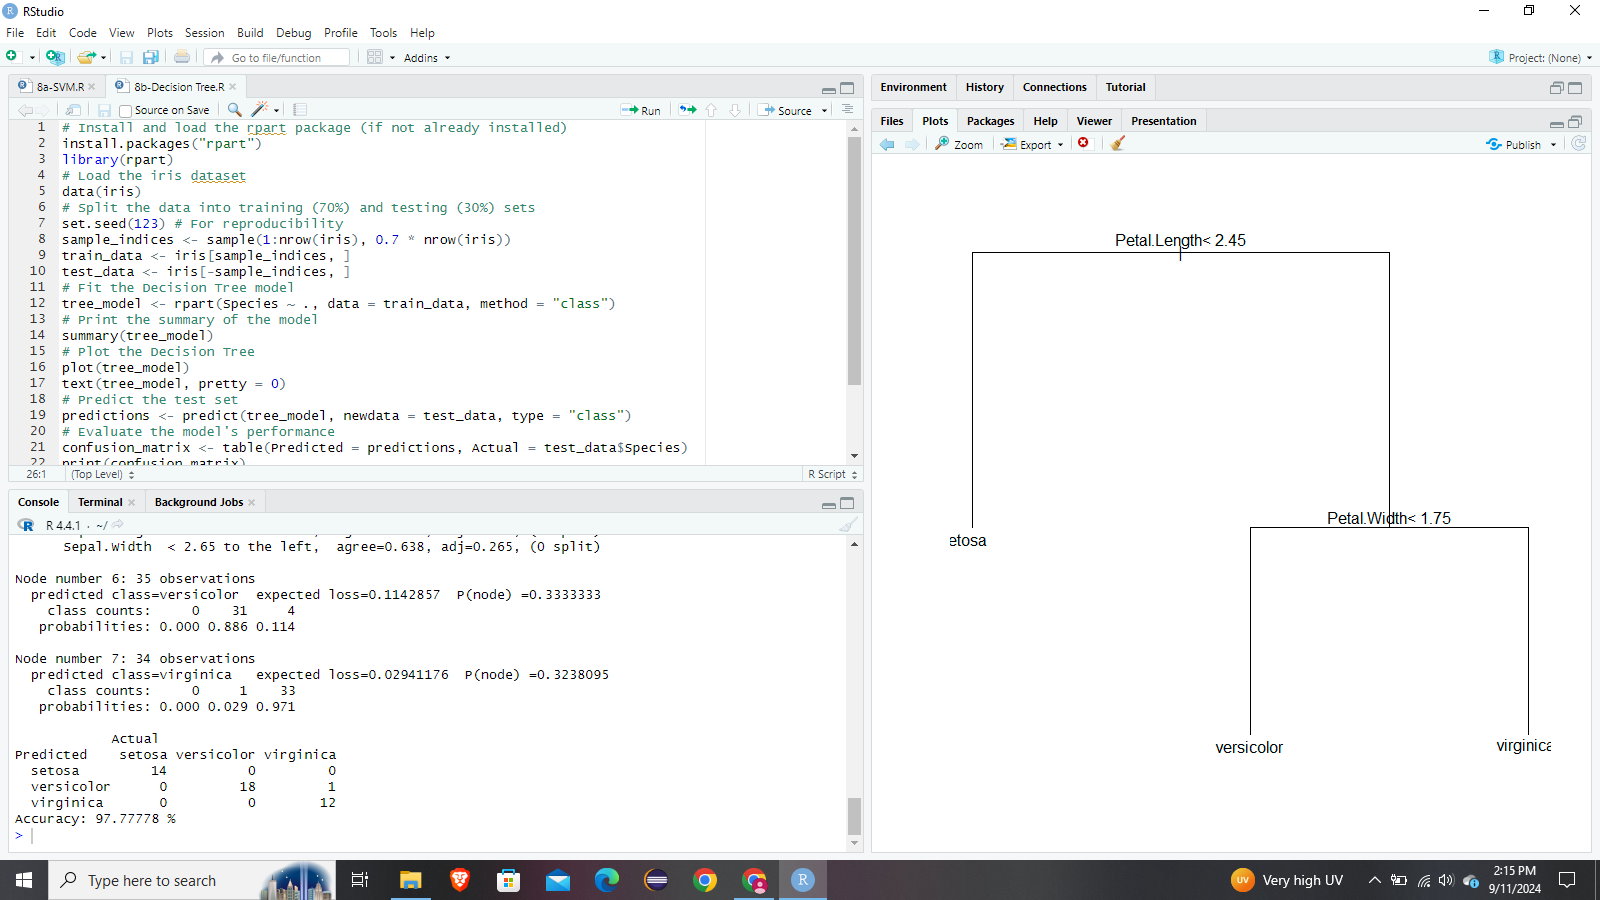 RStudio
File Edit Code View Plots Session Build Debug Profile Tools Help
Go to file/function Addins Project: (None)
8a-SVM.R 8b-Decision Tree.R
Source on Save Run Source
1 # Install and load the rpart package (if not already installed)
2 install.packages("rpart")
3 library(rpart)
4 # Load the iris dataset
5 data(iris)
6 # Split the data into training (70%) and testing (30%) sets
7 set.seed(123) # For reproducibility
8 sample_indices <- sample(1:nrow(iris), 0.7 * nrow(iris))
9 train_data <- iris[sample_indices, ]
10 test_data <- iris[-sample_indices, ]
11 # Fit the Decision Tree model
12 tree_model <- rpart(Species ~ ., data = train_data, method = "class")
13 # Print the summary of the model
14 summary(tree_model)
15 # Plot the Decision Tree
16 plot(tree_model)
17 text(tree_model, pretty = 0)
18 # Predict the test set
19 predictions <- predict(tree_model, newdata = test_data, type = "class")
20 # Evaluate the model's performance
21 confusion_matrix <- table(Predicted = predictions, Actual = test_data$Species)
22 print(confusion_matrix)
26:1 (Top Level) R Script
Console Terminal Background Jobs
R 4.4.1 · ~/
Sepal.Width < 2.65 to the left, agree=0.638, adj=0.265, (0 split)
Node number 6: 35 observations
predicted class=versicolor expected loss=0.1142857 P(node) =0.3333333
class counts: 0 31 4
probabilities: 0.000 0.886 0.114
Node number 7: 34 observations
predicted class=virginica expected loss=0.02941176 P(node) =0.3238095
class counts: 0 1 33
probabilities: 0.000 0.029 0.971
Actual
Predicted setosa versicolor virginica
setosa 14 0 0
versicolor 0 18 1
virginica 0 0 12
Accuracy: 97.77778 %
>
Environment History Connections Tutorial
Files Plots Packages Help Viewer Presentation
Zoom Export Publish
Petal.Length< 2.45
Petal.Width< 1.75
etosa
versicolor
virginica
Type here to search
UV Very high UV
2:15 PM
9/11/2024